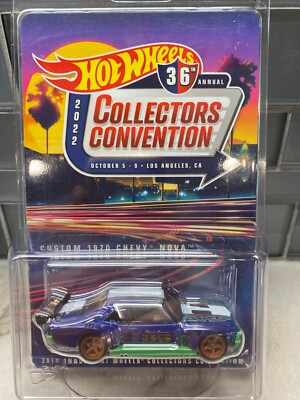 Hot Wheels
36TH ANNUAL
2022
COLLECTORS
CONVENTION
OCTOBER 5 - 9 • LOS ANGELES, CA
CUSTOM 1970 CHEVY® NOVA™
36TH ANNUAL HOT WHEELS COLLECTORS CONVENTION